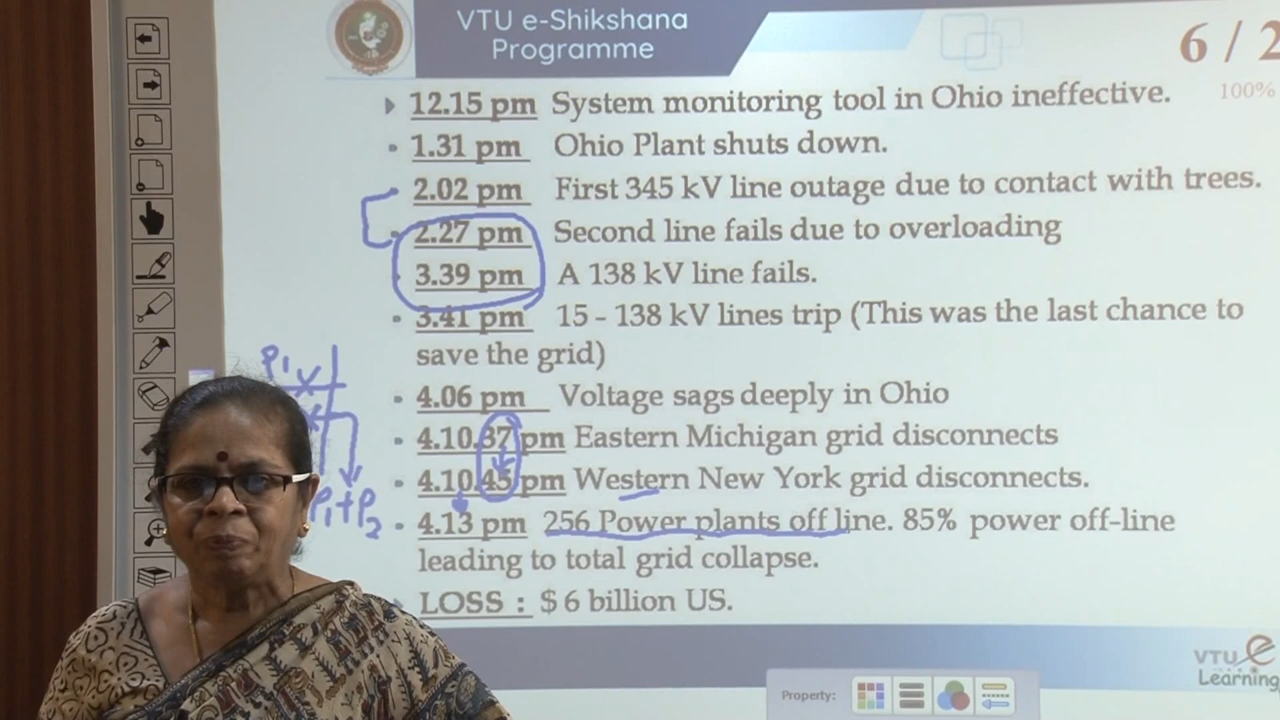 VTU e-Shikshana
Programme
6 / 2
100%
12.15 pm System monitoring tool in Ohio ineffective.
1.31 pm Ohio Plant shuts down.
2.02 pm First 345 kV line outage due to contact with trees.
2.27 pm Second line fails due to overloading
3.39 pm A 138 kV line fails.
3.41 pm 15 - 138 kV lines trip (This was the last chance to
save the grid)
4.06 pm Voltage sags deeply in Ohio
4.10.37 pm Eastern Michigan grid disconnects
4.10.45 pm Western New York grid disconnects.
4.13 pm 256 Power plants off line. 85% power off-line
leading to total grid collapse.
LOSS : $ 6 billion US.
P1
P1+P2
VTU e
Learning
Property: